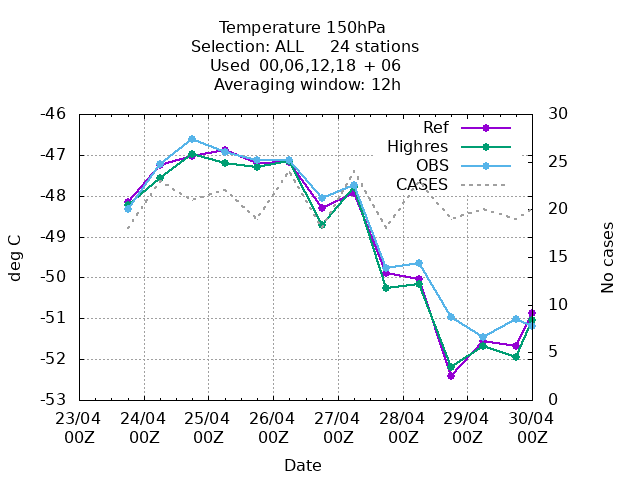 Temperature 150hPa
Selection: ALL 24 stations
Used 00,06,12,18 + 06
Averaging window: 12h
-46
-47
-48
-49
-50
-51
-52
-53
deg C
30
25
20
15
10
5
0
No cases
Ref
Highres
OBS
CASES
23/04 24/04 25/04 26/04 27/04 28/04 29/04 30/04
00Z 00Z 00Z 00Z 00Z 00Z 00Z 00Z
Date